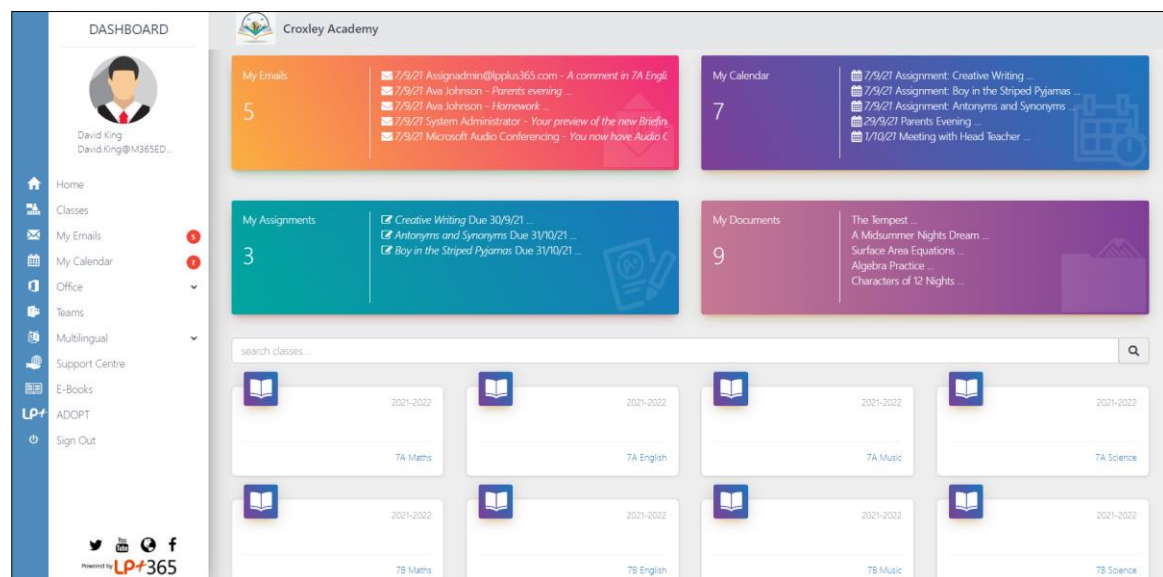 DASHBOARD
Croxley Academy
David King
David.King@M365ED...
Home
Classes
My Emails
5
My Calendar
7
Office
Teams
Multilingual
Support Centre
E-Books
LP+ ADOPT
Sign Out
You
Tube
Powered by LP+365
My Emails
5
7/9/21 Assignadmin@lpplus365.com - A comment in 7A Engli
7/9/21 Ava Johnson - Parents evening ...
7/9/21 Ava Johnson - Homework ...
7/9/21 System Administrator - Your preview of the new Briefin
7/9/21 Microsoft Audio Conferencing - You now have Audio C
My Calendar
7
7/9/21 Assignment: Creative Writing ...
7/9/21 Assignment: Boy in the Striped Pyjamas ...
7/9/21 Assignment: Antonyms and Synonyms ...
29/9/21 Parents Evening ...
1/10/21 Meeting with Head Teacher ...
My Assignments
3
Creative Writing Due 30/9/21 ...
Antonyms and Synonyms Due 31/10/21 ...
Boy in the Striped Pyjamas Due 31/10/21 ...
My Documents
9
The Tempest ...
A Midsummer Nights Dream ...
Surface Area Equations ...
Algebra Practice ...
Characters of 12 Nights ...
search classes...
2021-2022
7A Maths
2021-2022
7A English
2021-2022
7A Music
2021-2022
7A Science
2021-2022
7B Maths
2021-2022
7B English
2021-2022
7B Music
2021-2022
7B Science